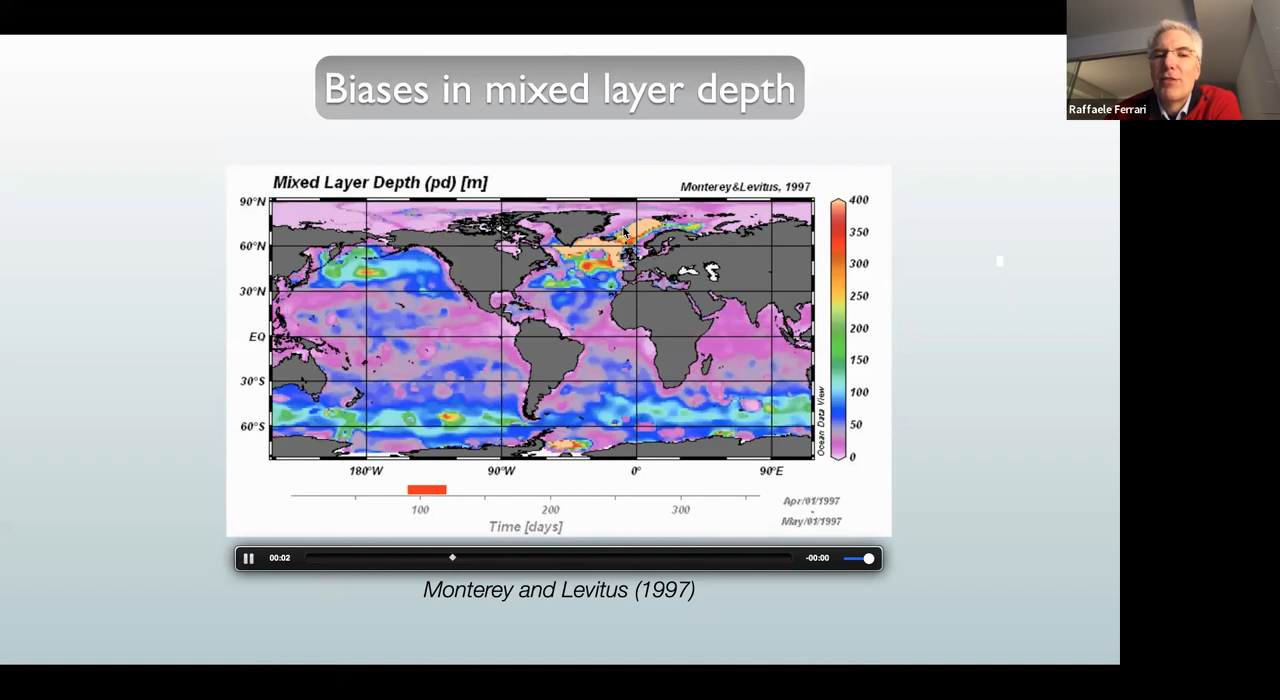 Biases in mixed layer depth
Raffaele Ferrari
Mixed Layer Depth (pd) [m]
Monterey&Levitus, 1997
90°N
60°N
30°N
EQ
30°S
60°S
180°W
90°W
0°
90°E
400
350
300
250
200
150
100
50
0
Ocean Data View
100
200
300
Time [days]
Apr/01/1997
-
May/01/1997
00:02
-00:00
Monterey and Levitus (1997)